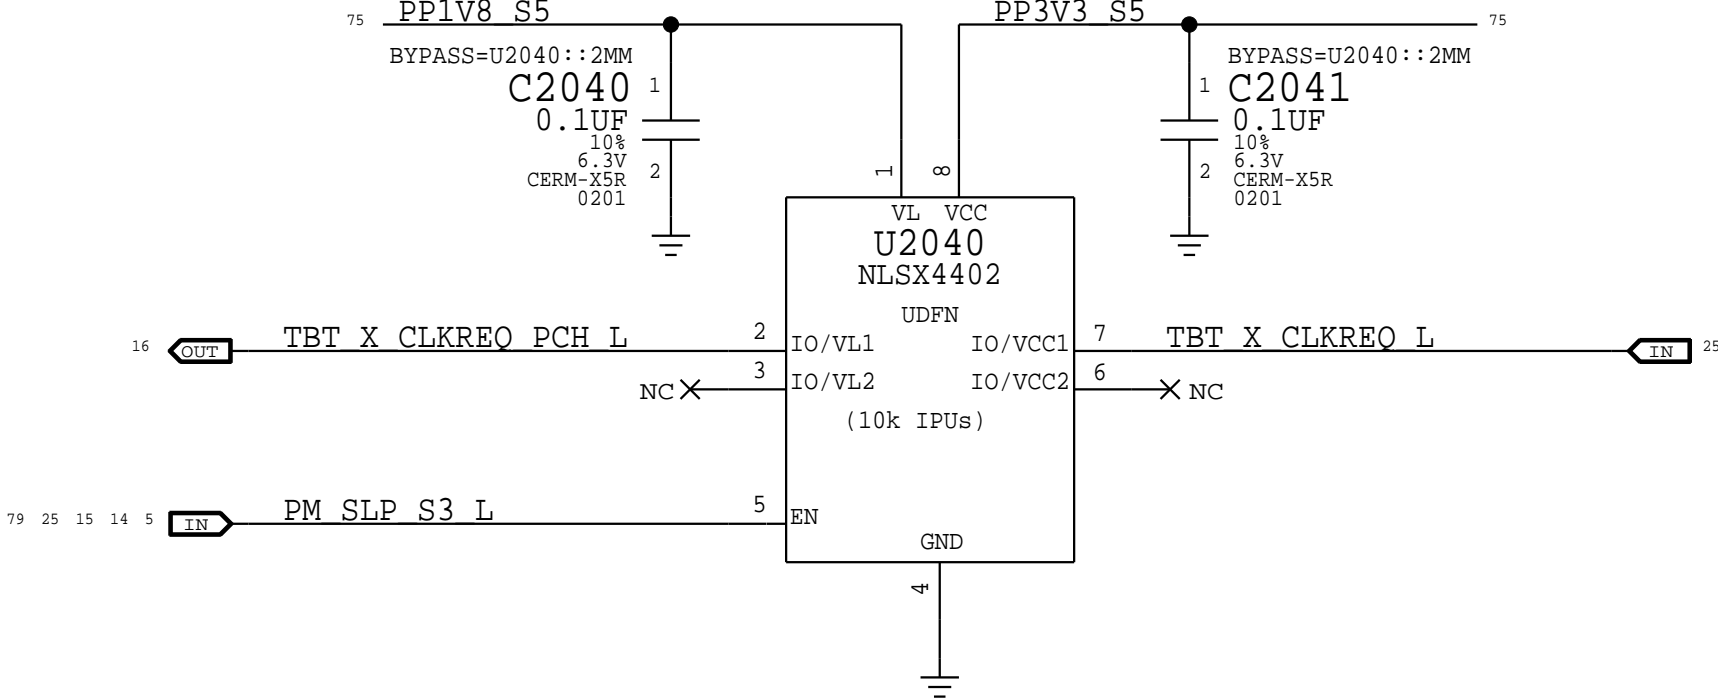 75 PP1V8_S5 PP3V3_S5 75
BYPASS=U2040::2MM
C2040 1
0.1UF
10%
6.3V
CERM-X5R
0201
2
BYPASS=U2040::2MM
1 C2041
0.1UF
10%
6.3V
CERM-X5R
0201
2
1 8
VL VCC
U2040
NLSX4402
UDFN
16 OUT TBT_X_CLKREQ_PCH_L 2 IO/VL1 IO/VCC1 7 TBT_X_CLKREQ_L IN 25
NC 3 IO/VL2 IO/VCC2 6 NC
(10k IPUs)
79 25 15 14 5 IN PM_SLP_S3_L 5 EN
GND
4